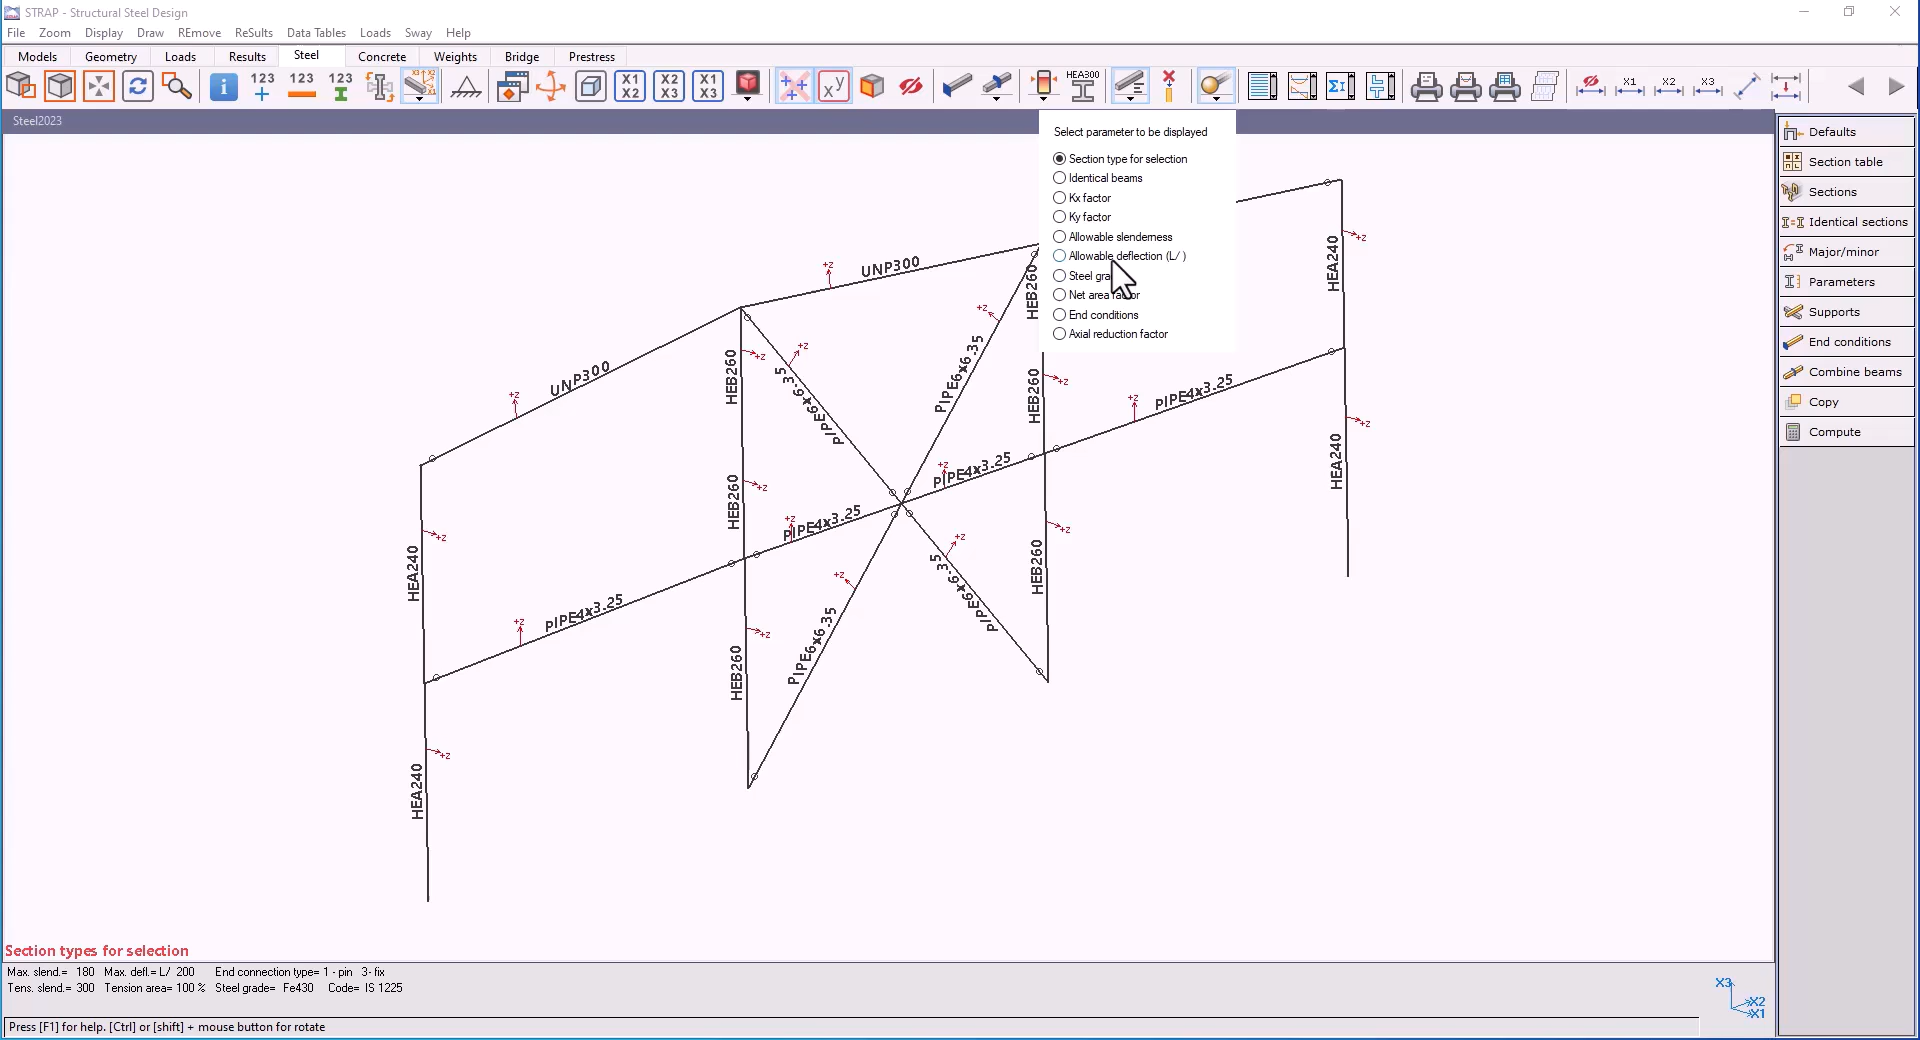 STRAP - Structural Steel Design
File Zoom Display Draw REmove ReSults Data Tables Loads Sway Help
Models Geometry Loads Results Steel Concrete Weights Bridge Prestress
123 123 123 X1 X2 X2 X3 X1 X3 xy HEA300 X1 X2 X3
Steel2023
Select parameter to be displayed
Section type for selection
Identical beams
Kx factor
Ky factor
Allowable slenderness
Allowable deflection (L/ )
Steel
Net area
End conditions
Axial reduction factor
Defaults
Section table
Sections
Identical sections
Major/minor
Parameters
Supports
End conditions
Combine beams
Copy
Compute
+z HEA240
+z UNP300
HEB260
+z
+z UNP300
HEB260 +z
+z PIPE6x6.35
PIPE6x6.35
HEB260 +z
+z PIPE4x3.25
+z HEA240
HEA240 +z
HEB260 +z
+z PIPE4x3.25
+z PIPE4x3.25
HEB260 +z
+z PIPE6x6.35
+z PIPE4x3.25
+z PIPE6x6.35
HEB260 +z
HEA240 +z
Section types for selection
Max. slend.= 180 Max. defl.= L/ 200 End connection type= 1 - pin 3- fix
Tens. slend.= 300 Tension area= 100 % Steel grade= Fe430 Code= IS 1225
X3
X2
X1
Press [F1] for help. [Ctrl] or [shift] + mouse button for rotate